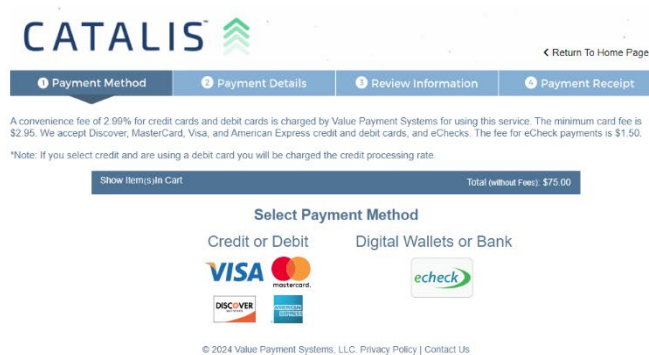 CATALIS
< Return To Home Page
1 Payment Method 2 Payment Details 3 Review Information 4 Payment Receipt
A convenience fee of 2.99% for credit cards and debit cards is charged by Value Payment Systems for using this service. The minimum card fee is
$2.95. We accept Discover, MasterCard, Visa, and American Express credit and debit cards, and eChecks. The fee for eCheck payments is $1.50.
*Note: If you select credit and are using a debit card you will be charged the credit processing rate.
Show Item(s)In Cart Total (without Fees): $75.00
Select Payment Method
Credit or Debit Digital Wallets or Bank
VISA mastercard. echeck
DISCOVER AMERICAN EXPRESS
© 2024 Value Payment Systems, LLC. Privacy Policy | Contact Us